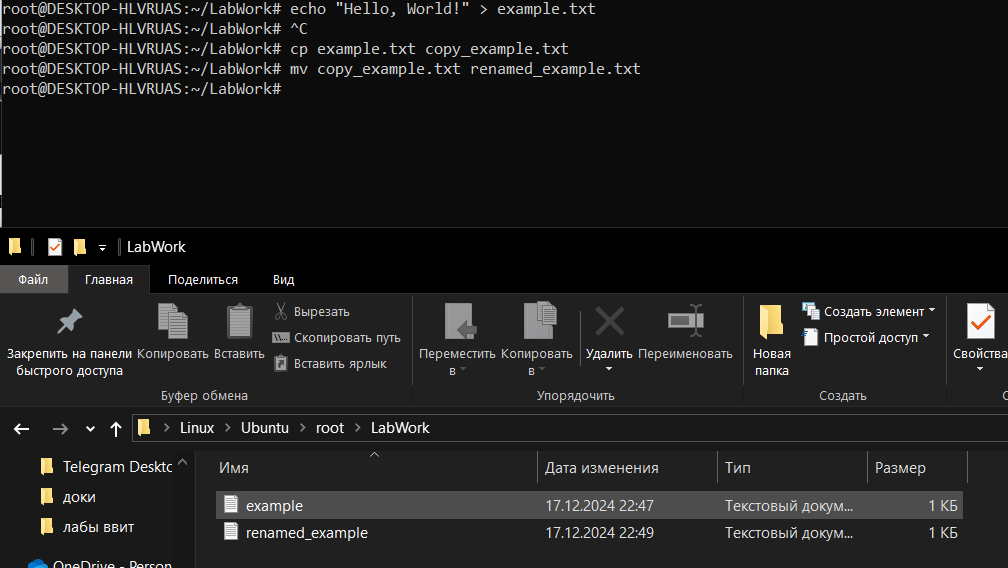 root@DESKTOP-HLVRUAS:~/LabWork# echo "Hello, World!" > example.txt
root@DESKTOP-HLVRUAS:~/LabWork# ^C
root@DESKTOP-HLVRUAS:~/LabWork# cp example.txt copy_example.txt
root@DESKTOP-HLVRUAS:~/LabWork# mv copy_example.txt renamed_example.txt
root@DESKTOP-HLVRUAS:~/LabWork#
LabWork
Файл Главная Поделиться Вид
Закрепить на панели быстрого доступа
Копировать
Вставить
Вырезать
Скопировать путь
Вставить ярлык
Буфер обмена
Переместить в
Копировать в
Удалить
Переименовать
Упорядочить
Новая папка
Создать элемент
Простой доступ
Создать
Свойства
Linux > Ubuntu > root > LabWork
Telegram Deskto
доки
лабы ввит
OneDrive - Person
Имя Дата изменения Тип Размер
example 17.12.2024 22:47 Текстовый докум... 1 КБ
renamed_example 17.12.2024 22:49 Текстовый докум... 1 КБ